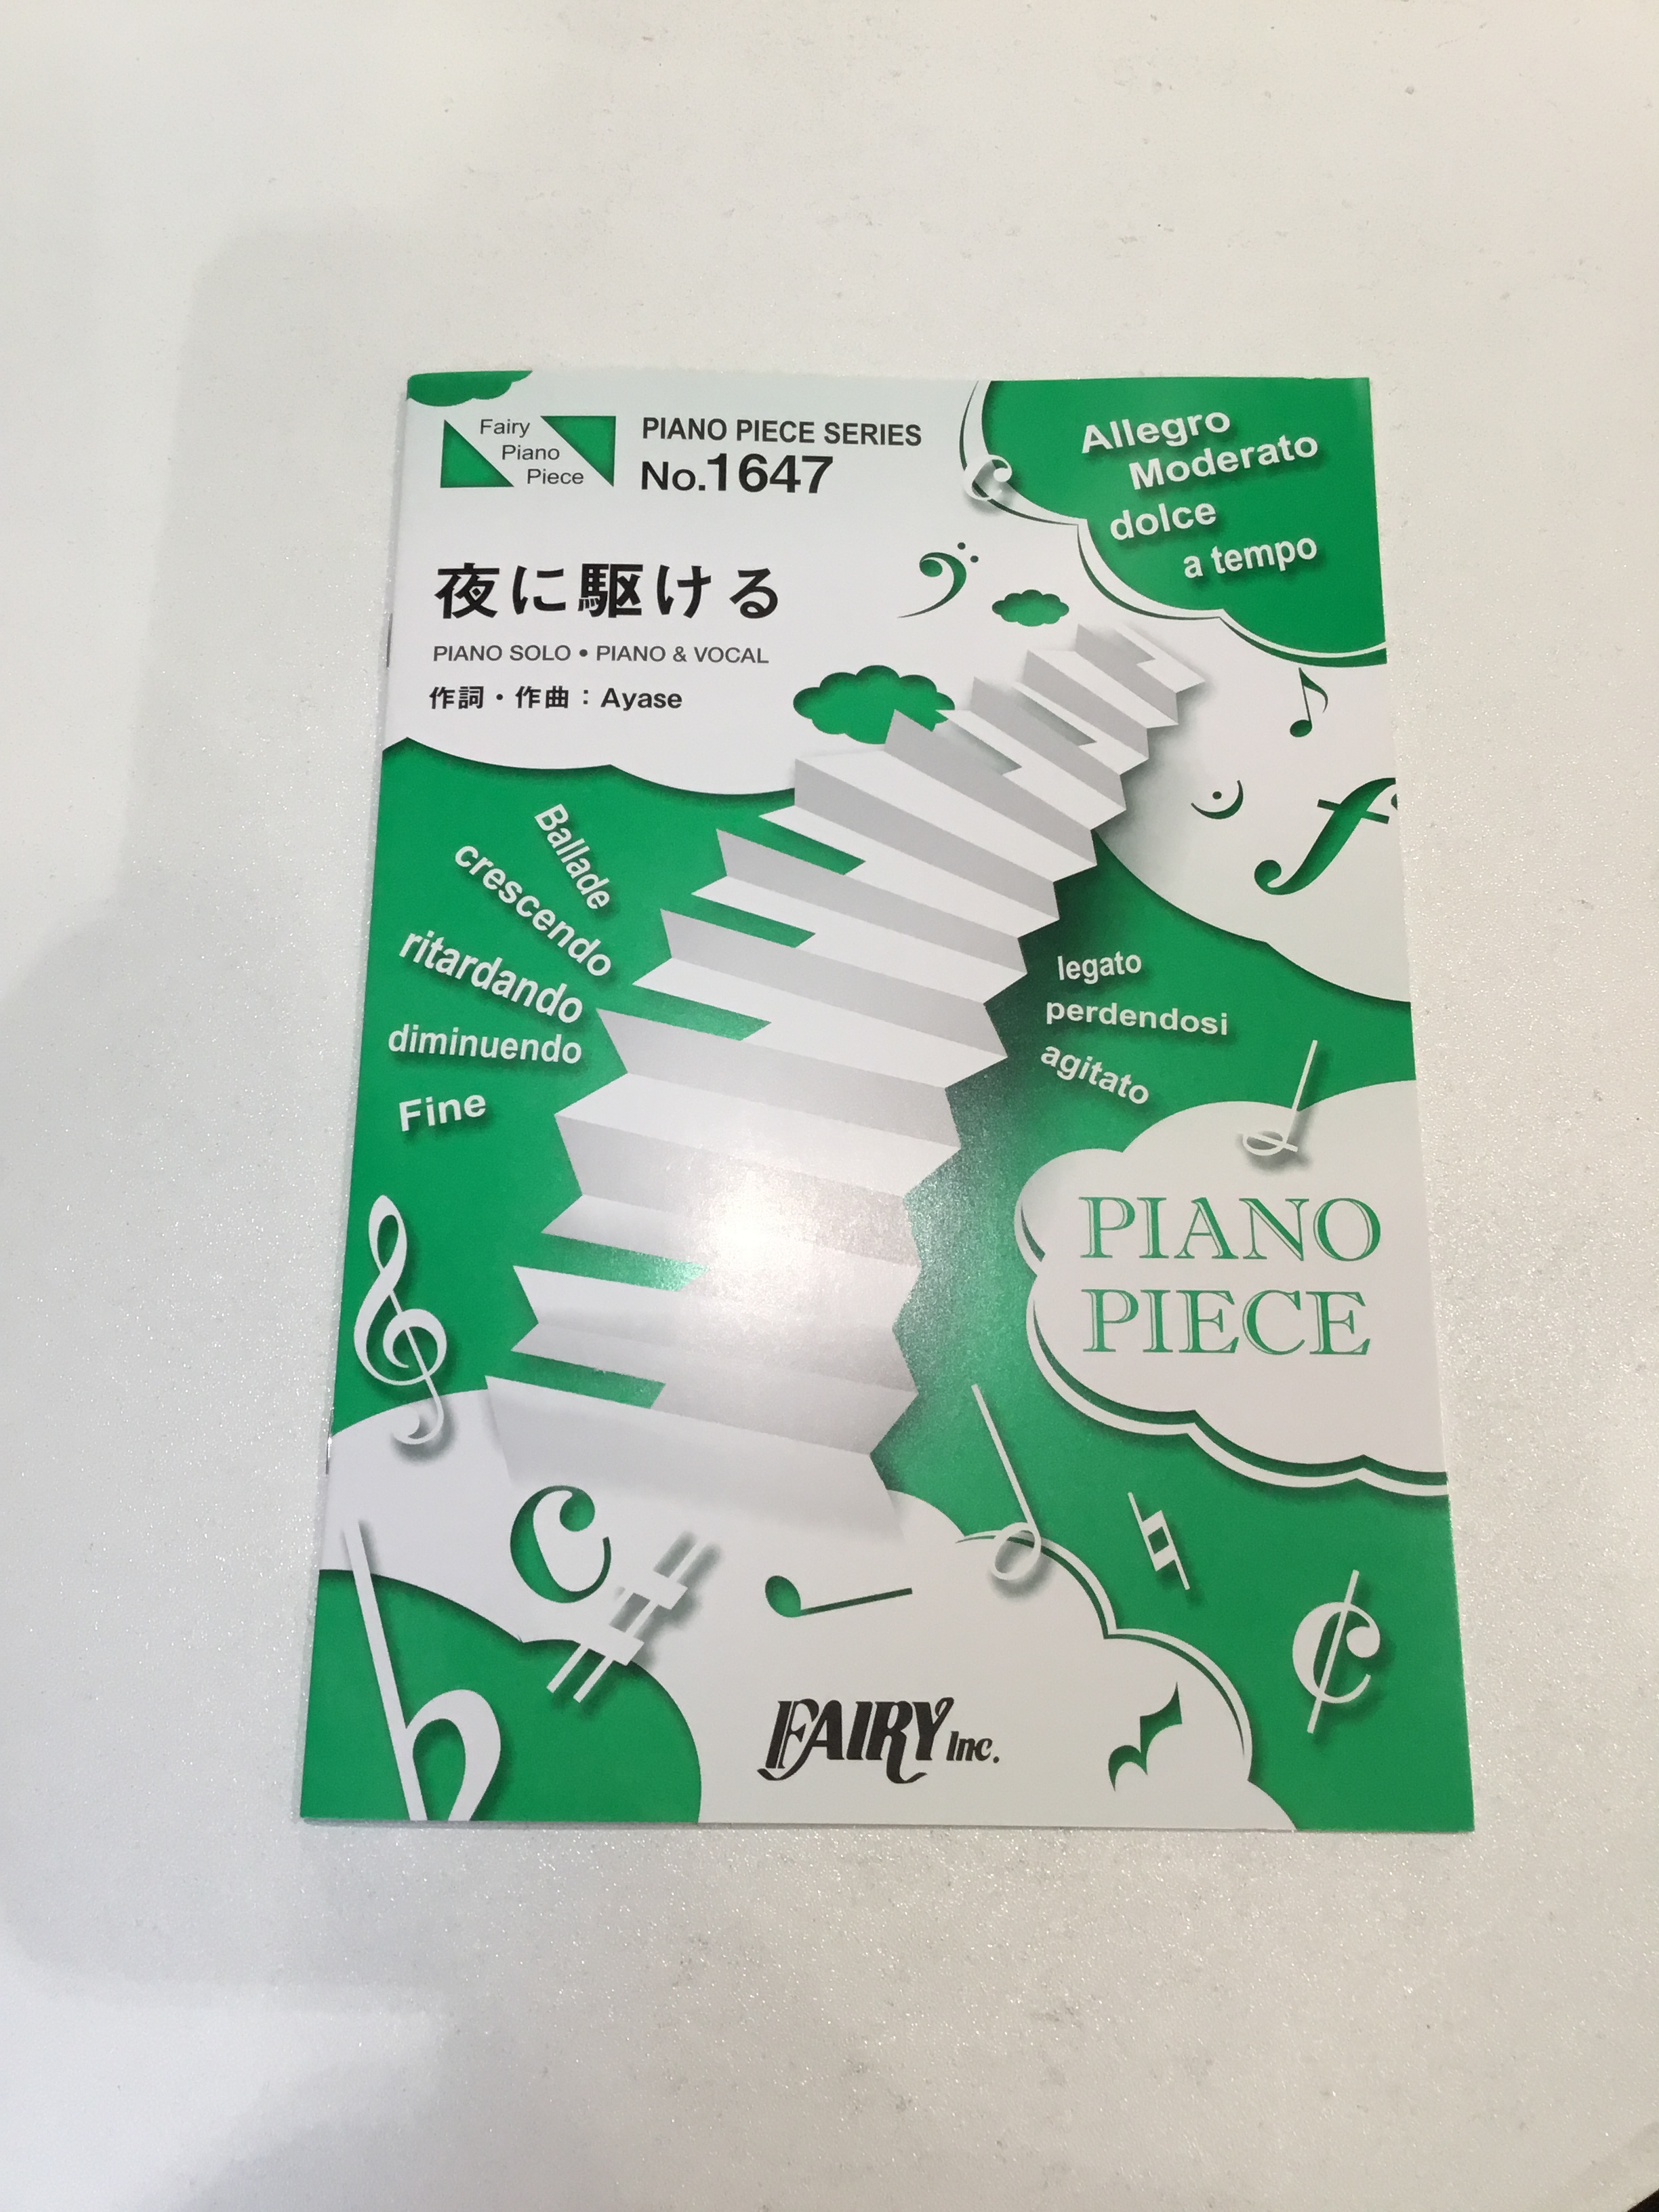 Fairy
Piano
Piece
PIANO PIECE SERIES
No.1647
夜に駆ける
PIANO SOLO • PIANO & VOCAL
作詞・作曲：Ayase
Allegro
Moderato
dolce
a tempo
Ballade
crescendo
ritardando
diminuendo
Fine
legato
perdendosi
agitato
PIANO
PIECE
FAIRY Inc.